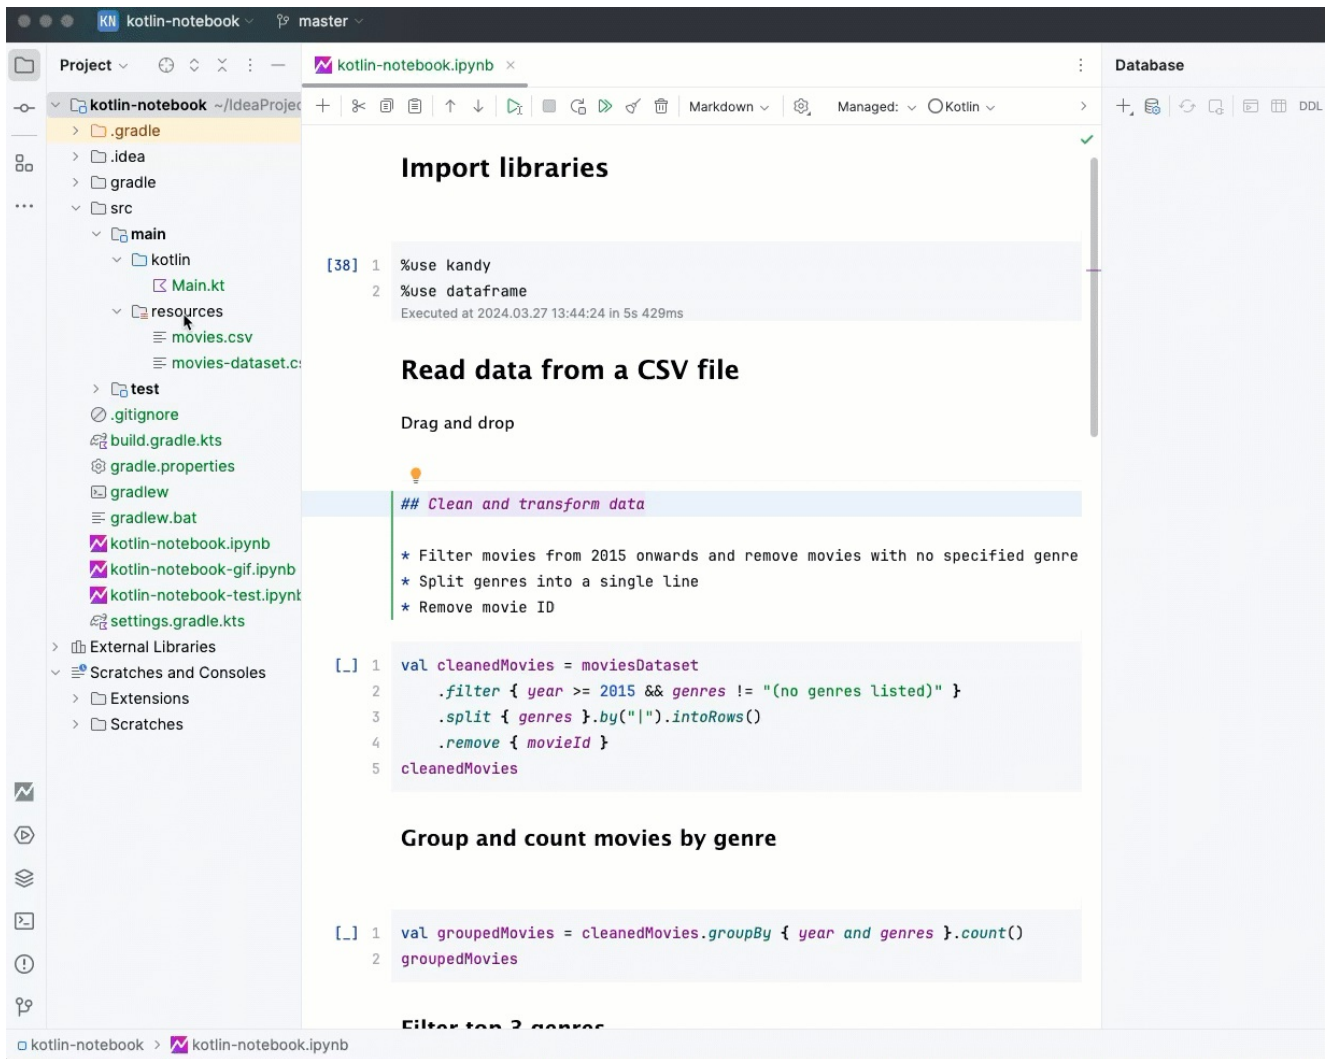 KN kotlin-notebook master
Project
kotlin-notebook.ipynb
Database
kotlin-notebook ~/IdeaProjec
Markdown Managed: Kotlin
DDL
.gradle
.idea
gradle
src
main
kotlin
Main.kt
resources
movies.csv
movies-dataset.cs
test
.gitignore
build.gradle.kts
gradle.properties
gradlew
gradlew.bat
kotlin-notebook.ipynb
kotlin-notebook-gif.ipynb
kotlin-notebook-test.ipynb
settings.gradle.kts
External Libraries
Scratches and Consoles
Extensions
Scratches
Import libraries
[38] 1 %use kandy
2 %use dataframe
Executed at 2024.03.27 13:44:24 in 5s 429ms
Read data from a CSV file
Drag and drop
## Clean and transform data
* Filter movies from 2015 onwards and remove movies with no specified genre
* Split genres into a single line
* Remove movie ID
[_] 1 val cleanedMovies = moviesDataset
2 .filter { year >= 2015 && genres != "(no genres listed)" }
3 .split { genres }.by("|").intoRows()
4 .remove { movieId }
5 cleanedMovies
Group and count movies by genre
[_] 1 val groupedMovies = cleanedMovies.groupBy { year and genres }.count()
2 groupedMovies
Filter top 3 genres
kotlin-notebook > kotlin-notebook.ipynb